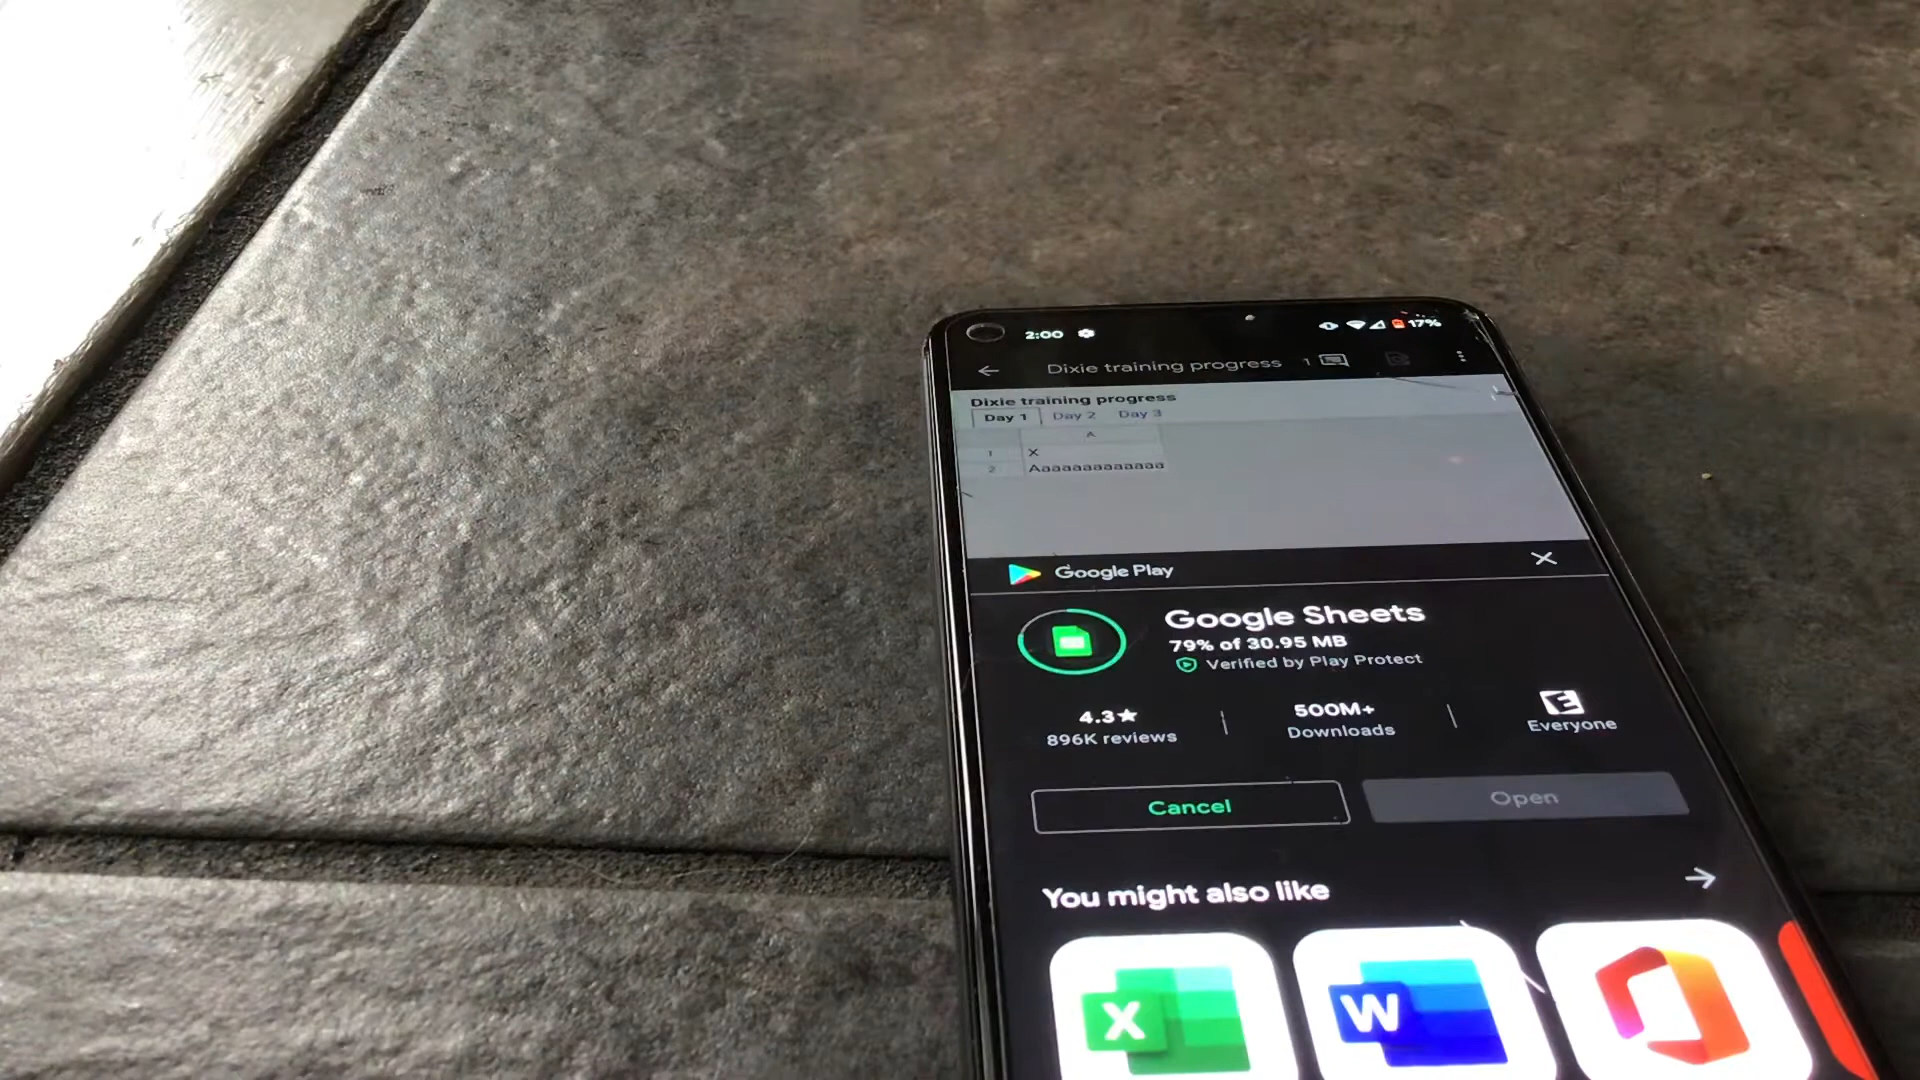 2:00 17%
Dixie training progress 1
Dixie training progress
Day 1 Day 2 Day 3
A
1 X
2 Aaaaaaaaaaaaa
Google Play
Google Sheets
79% of 30.95 MB
Verified by Play Protect
4.3★ 500M+ E
896K reviews Downloads Everyone
Cancel Open
You might also like
X W